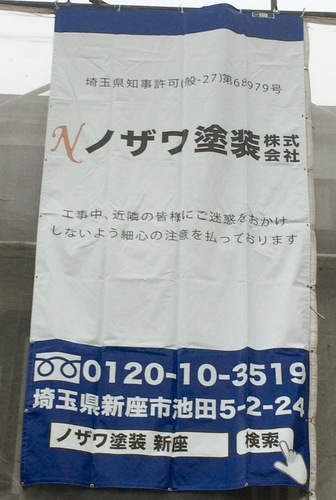 埼玉県知事許可(般-27)第68979号
N ノザワ塗装株式会社
工事中、近隣の皆様にご迷惑をおかけ
しないよう細心の注意を払っております
0120-10-3519
埼玉県新座市池田5-2-24
ノザワ塗装 新座 検索